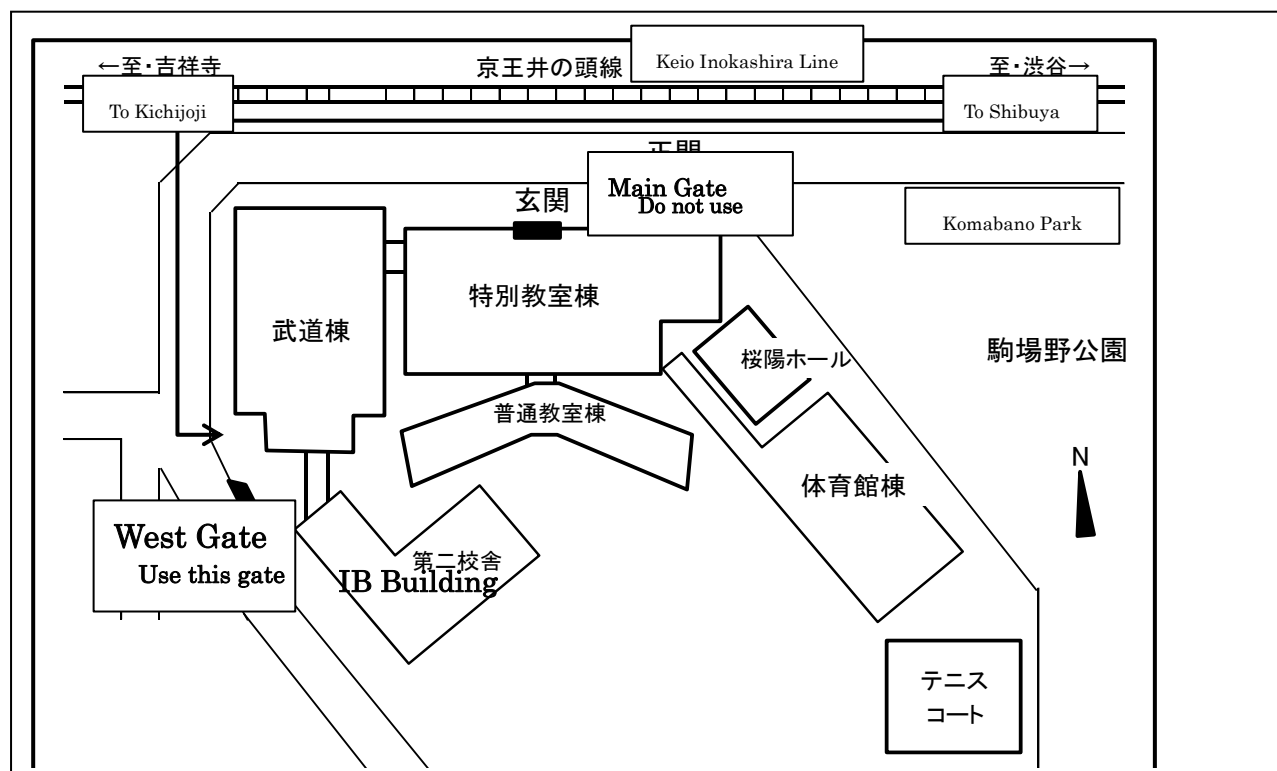 ←至・吉祥寺
京王井の頭線
Keio Inokashira Line
至・渋谷→
To Kichijoji
To Shibuya
正門
Main Gate
Do not use
玄関
Komabano Park
特別教室棟
武道棟
桜陽ホール
駒場野公園
普通教室棟
体育館棟
N
West Gate
Use this gate
第二校舎
IB Building
テニス
コート